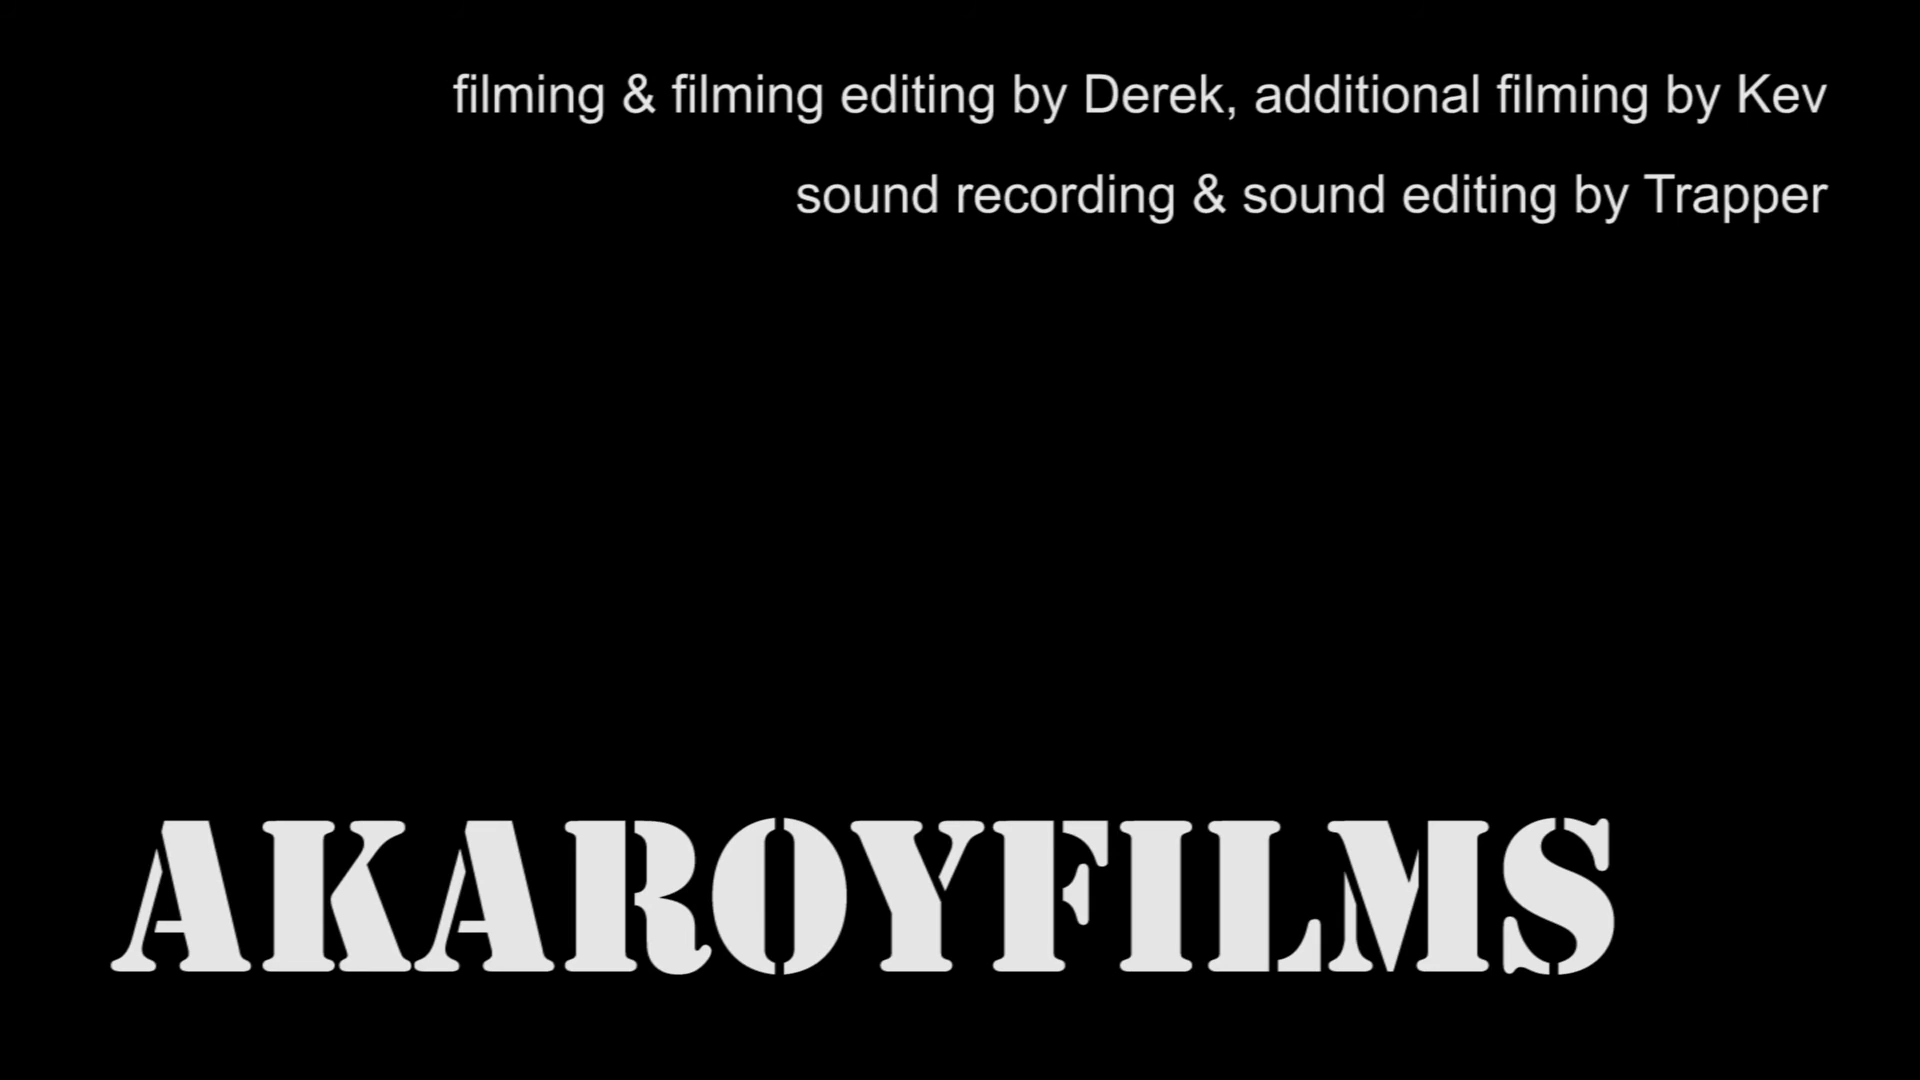 filming & filming editing by Derek, additional filming by Kev
sound recording & sound editing by Trapper
AKAROYFILMS